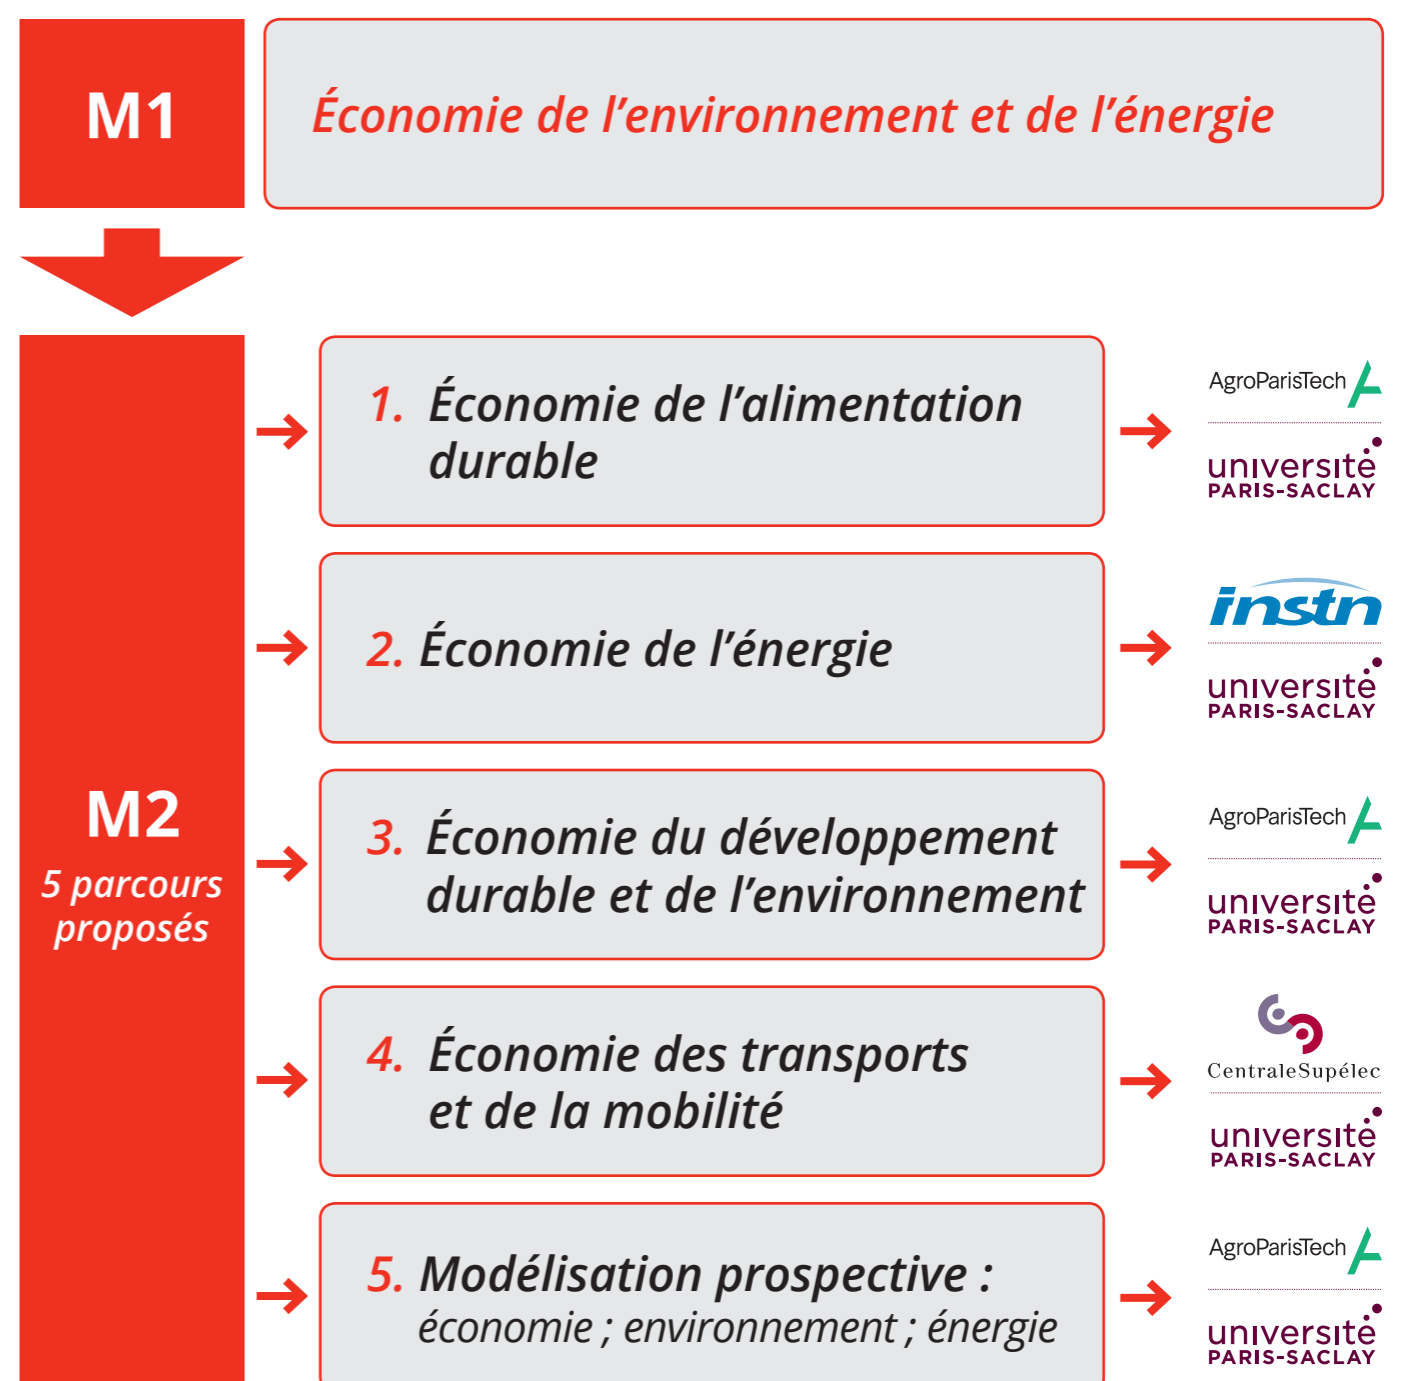 M1
Économie de l’environnement et de l’énergie
M2
5 parcours
proposés
1. Économie de l’alimentation
durable
AgroParisTech
université
PARIS-SACLAY
2. Économie de l’énergie
instn
université
PARIS-SACLAY
3. Économie du développement
durable et de l’environnement
AgroParisTech
université
PARIS-SACLAY
4. Économie des transports
et de la mobilité
CentraleSupélec
université
PARIS-SACLAY
5. Modélisation prospective :
économie ; environnement ; énergie
AgroParisTech
université
PARIS-SACLAY